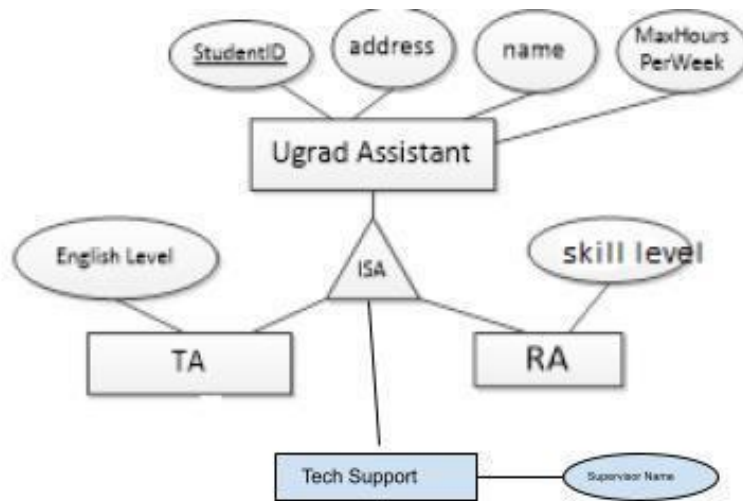 StudentID
address
name
MaxHours
PerWeek
Ugrad Assistant
English Level
ISA
skill level
TA
RA
Tech Support
Supervisor Name